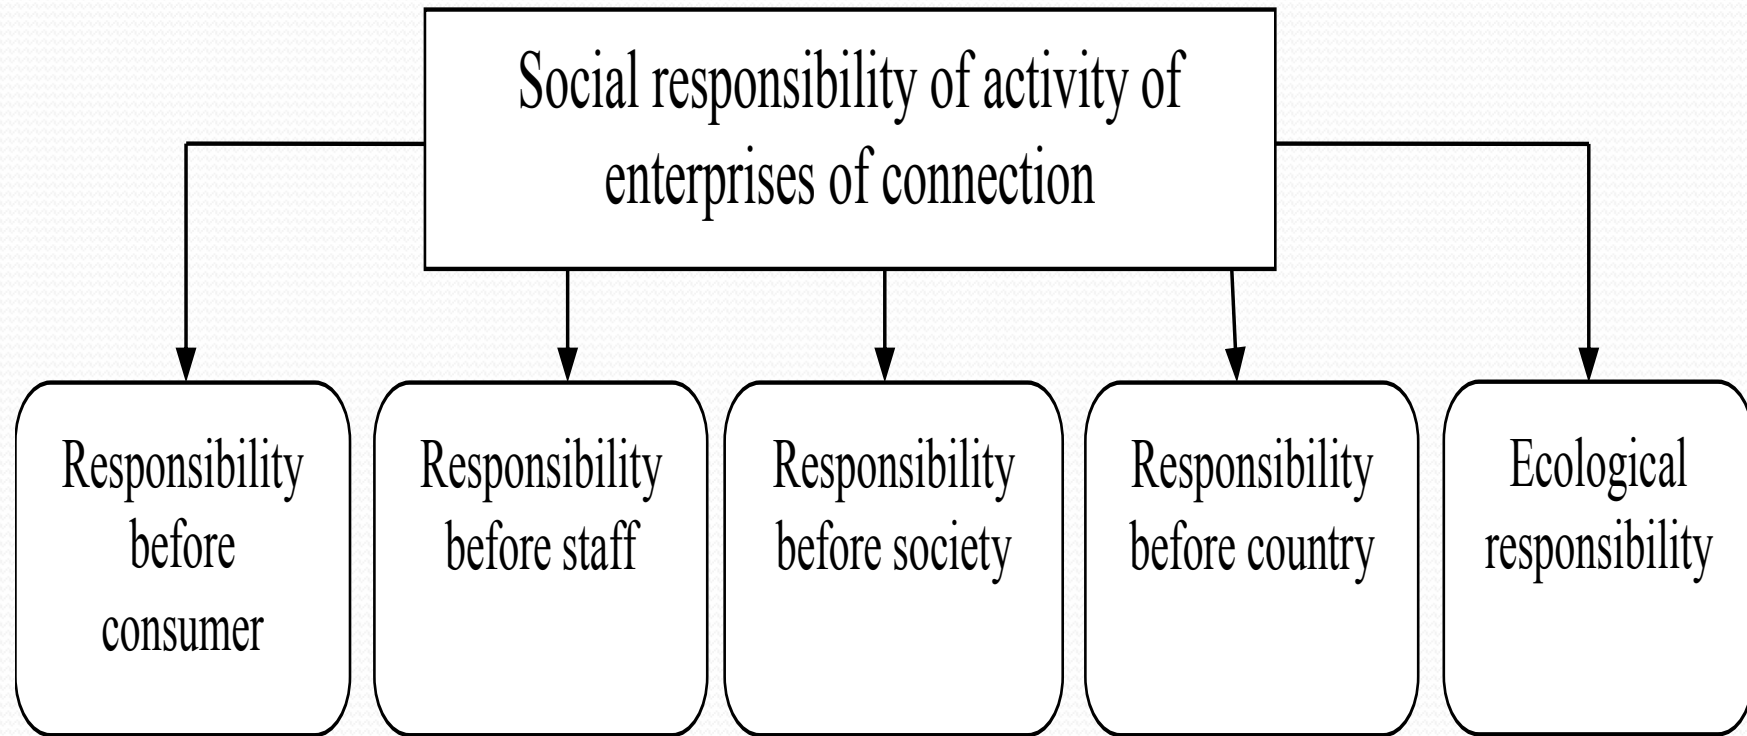 Social responsibility of activity of
enterprises of connection
Responsibility
before
consumer
Responsibility
before staff
Responsibility
before society
Responsibility
before country
Ecological
responsibility